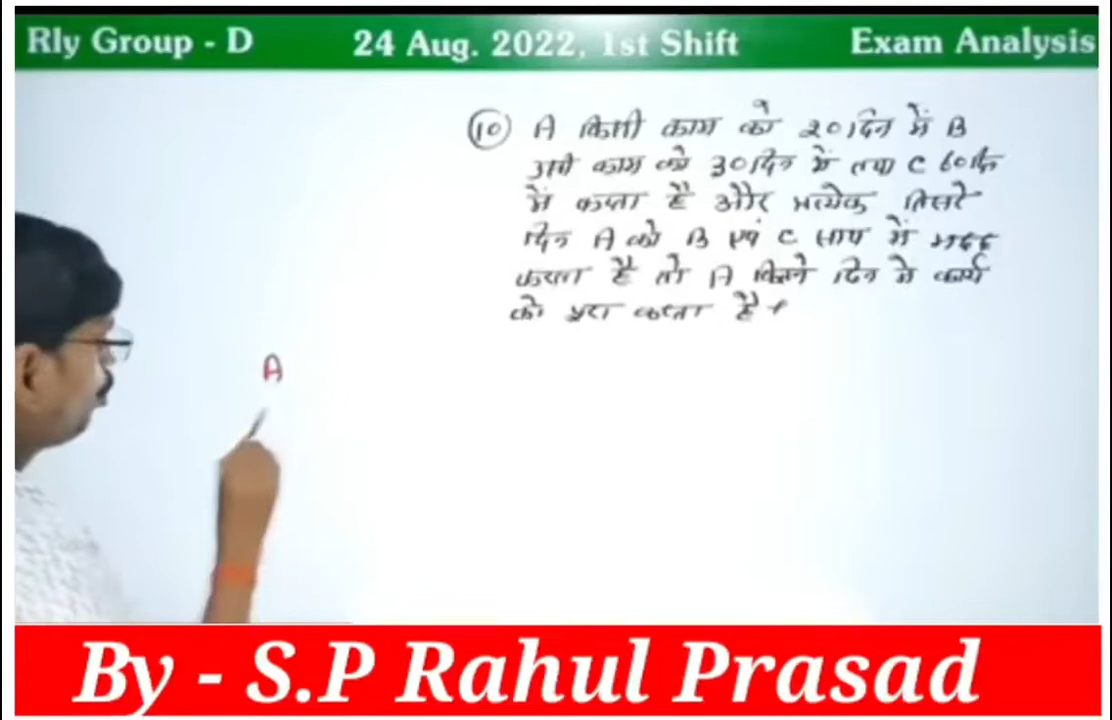 Rly Group - D 24 Aug. 2022, 1st Shift Exam Analysis
(10) A किसी काम को 20 दिन में B
उसी काम को 30 दिन में तथा C 60 दिन
में करता है और प्रत्येक तिसरे
दिन A को B एवं C साथ में मदद
करता है तो A कितने दिन मे कार्य
को पुरा करता है
A
By - S.P Rahul Prasad